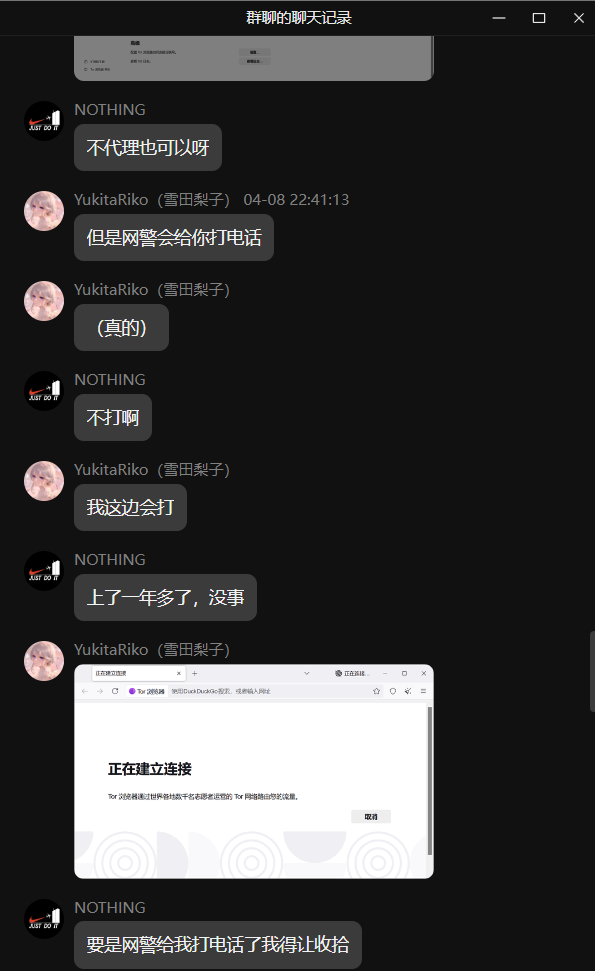 群聊的聊天记录
NOTHING
不代理也可以呀
YukitaRiko（雪田梨子） 04-08 22:41:13
但是网警会给你打电话
YukitaRiko（雪田梨子）
（真的）
NOTHING
不打啊
YukitaRiko（雪田梨子）
我这边会打
NOTHING
上了一年多了，没事
YukitaRiko（雪田梨子）
正在建立连接
正在连接...
Tor 浏览器
使用DuckDuckGo搜索，或者输入网址
正在建立连接
Tor 浏览器通过世界各地数千名志愿者运营的 Tor 网络路由您的流量。
取消
NOTHING
JUST DO IT
要是网警给我打电话了我得让收拾